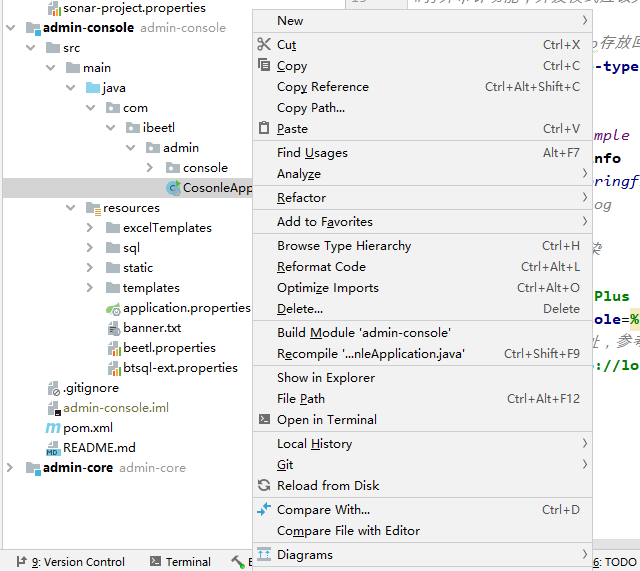 sonar-project.properties
admin-console admin-console
src
main
java
com
ibeetl
admin
console
CosonleApp
resources
excelTemplates
sql
static
templates
application.properties
banner.txt
beetl.properties
btsql-ext.properties
.gitignore
admin-console.iml
pom.xml
README.md
admin-core admin-core
9: Version Control
Terminal
New
Cut Ctrl+X
Copy Ctrl+C
Copy Reference Ctrl+Alt+Shift+C
Copy Path...
Paste Ctrl+V
Find Usages Alt+F7
Analyze
Refactor
Add to Favorites
Browse Type Hierarchy Ctrl+H
Reformat Code Ctrl+Alt+L
Optimize Imports Ctrl+Alt+O
Delete... Delete
Build Module 'admin-console'
Recompile '...nleApplication.java' Ctrl+Shift+F9
Show in Explorer
File Path Ctrl+Alt+F12
Open in Terminal
Local History
Git
Reload from Disk
Compare With... Ctrl+D
Compare File with Editor
Diagrams
存放回
-type
mple
nfo
eringf
og
染
Plus
ole=%
址，参考
s://lo
6: TODO